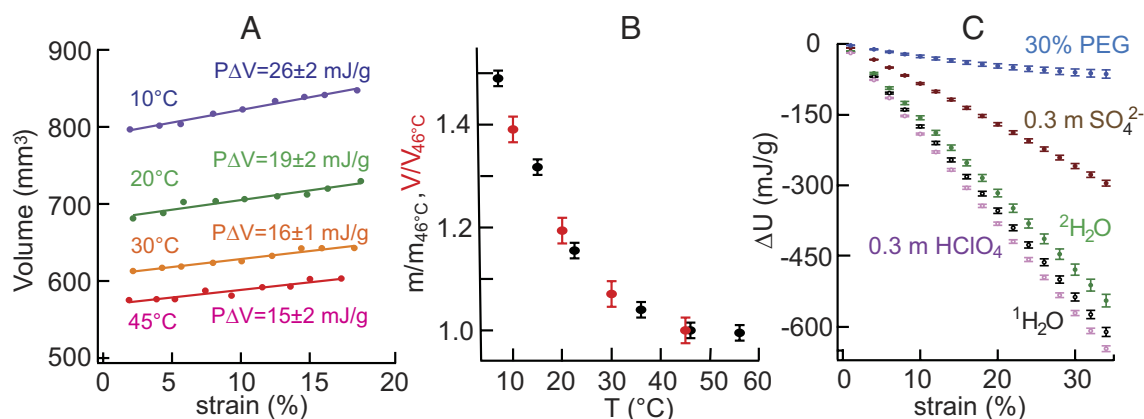 A
Volume (mm³)
900
800
700
600
500
PΔV=26±2 mJ/g
10°C
PΔV=19±2 mJ/g
20°C
30°C
PΔV=16±1 mJ/g
45°C
PΔV=15±2 mJ/g
0 5 10 15 20
strain (%)
B
m/m46°C, V/V46°C
1.4
1.2
1.0
10 20 30 40 50 60
T (°C)
C
ΔU (mJ/g)
0
-150
-300
-450
-600
30% PEG
0.3 m SO₄²⁻
²H₂O
0.3 m HClO₄
¹H₂O
0 10 20 30
strain (%)